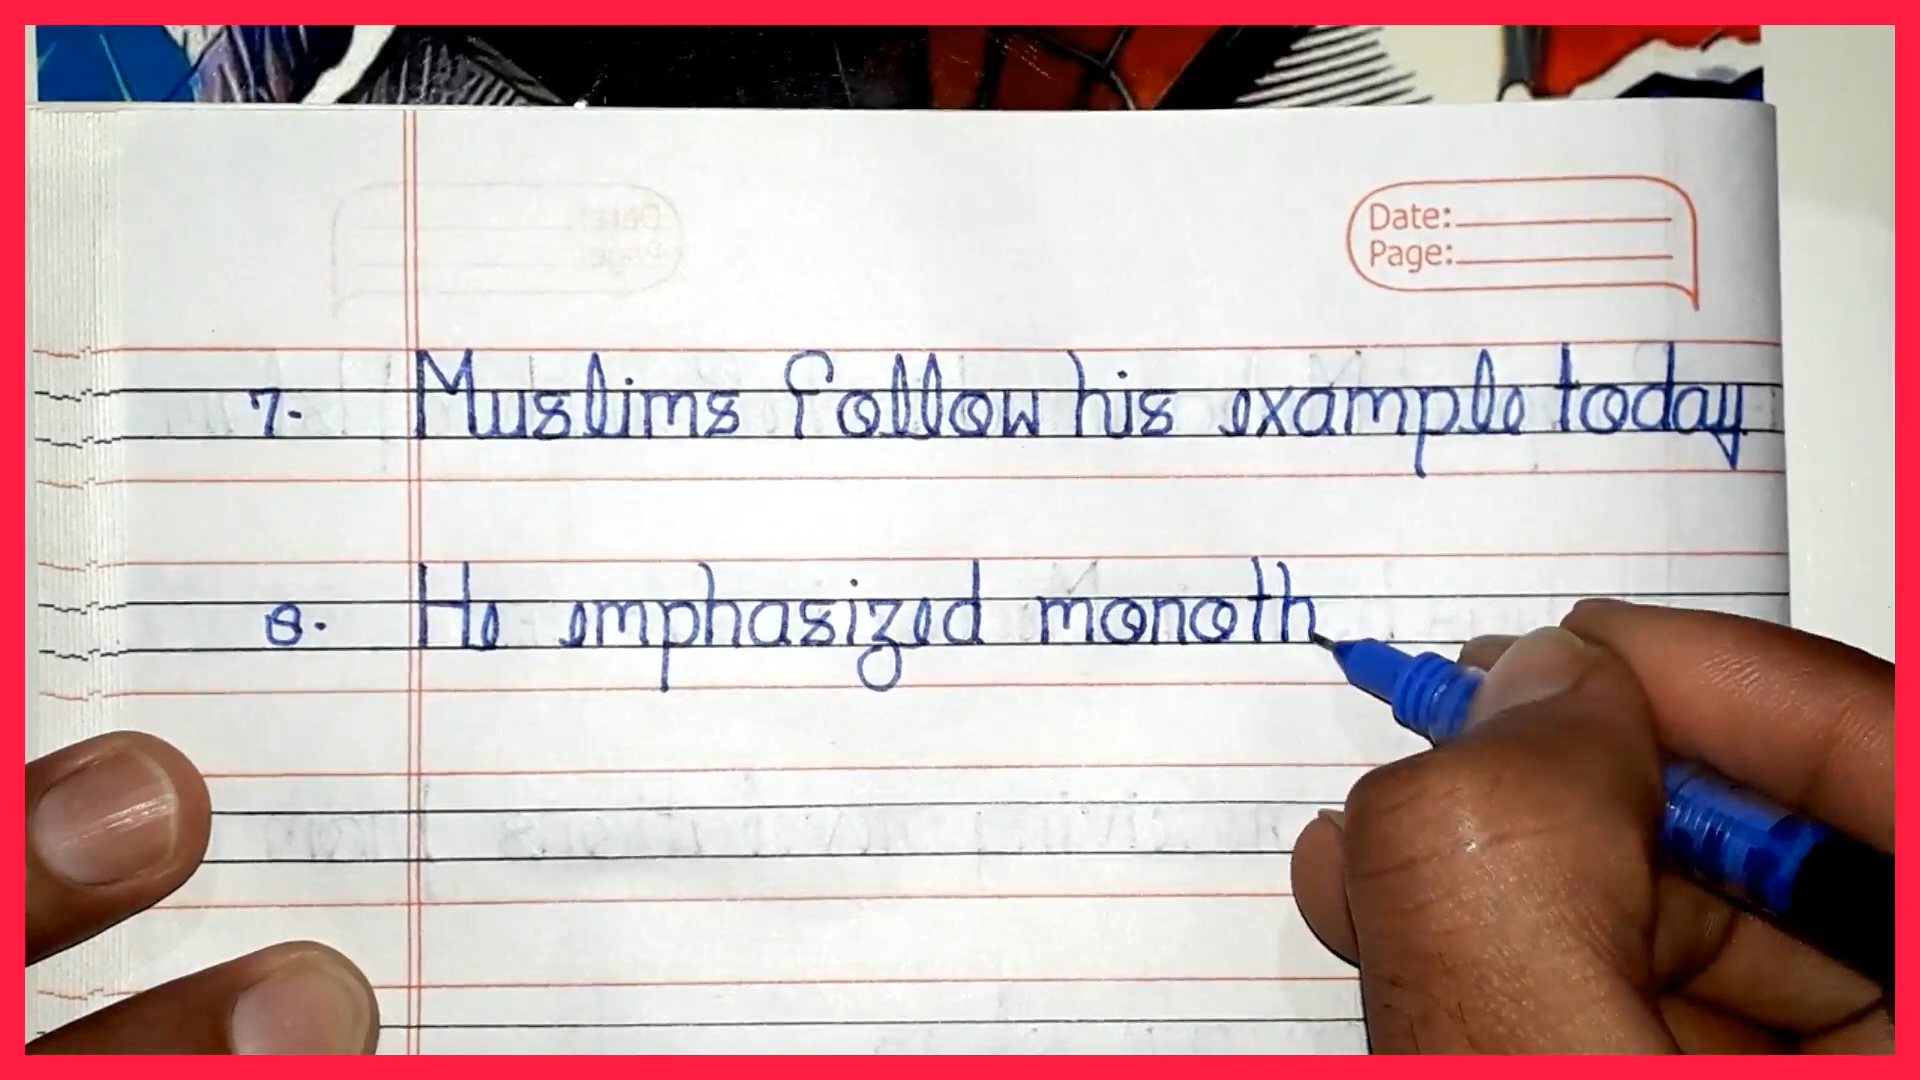 Date:
Page:
7. Muslims follow his example today
8. He emphasized monoth